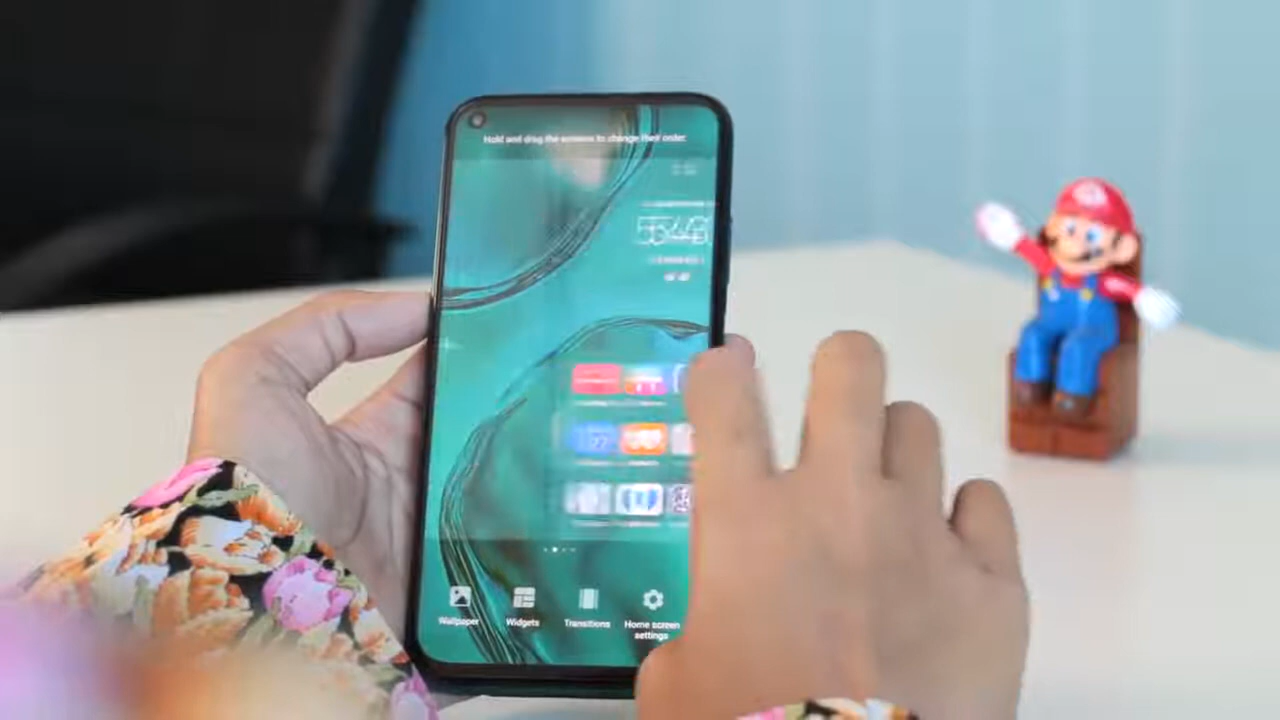 Hold and drag the screens to change their order.
Wallpaper
Widgets
Transitions
Home screen
settings